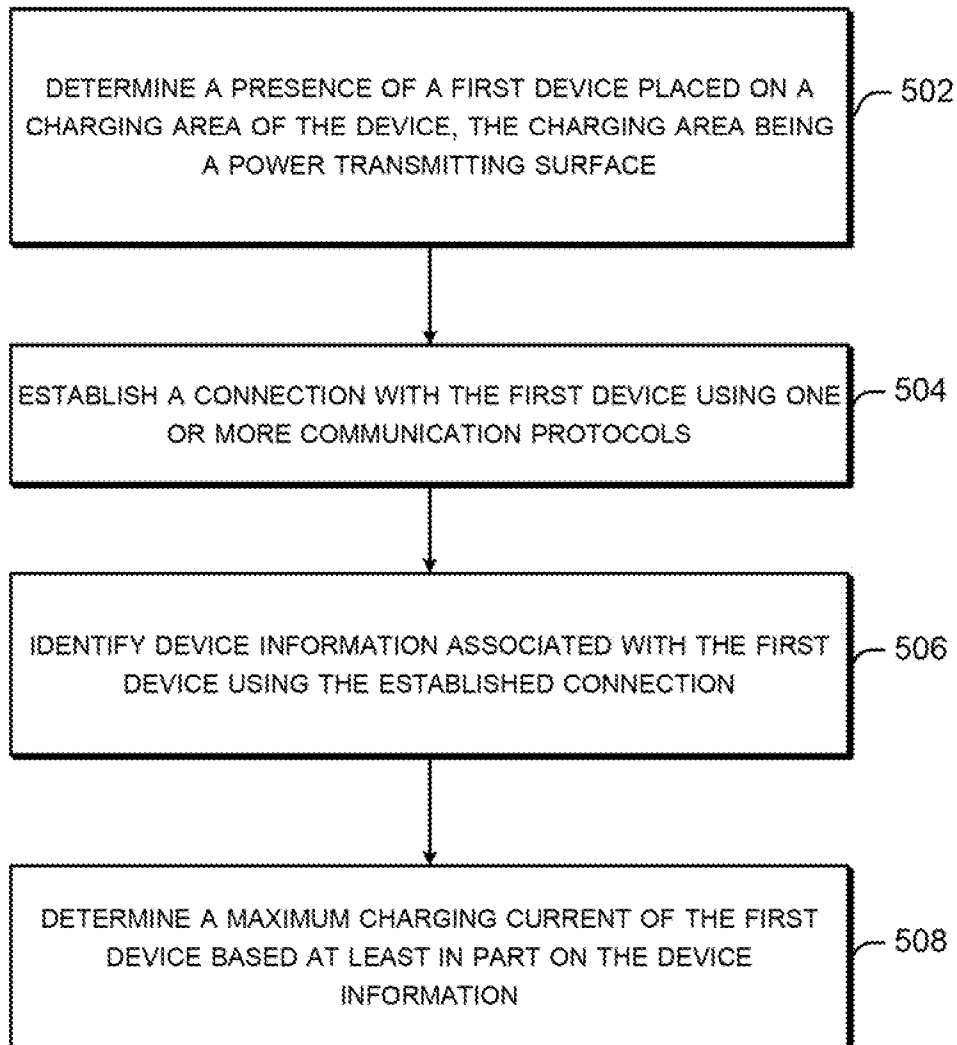 DETERMINE A PRESENCE OF A FIRST DEVICE PLACED ON A
CHARGING AREA OF THE DEVICE, THE CHARGING AREA BEING
A POWER TRANSMITTING SURFACE
502
ESTABLISH A CONNECTION WITH THE FIRST DEVICE USING ONE
OR MORE COMMUNICATION PROTOCOLS
504
IDENTIFY DEVICE INFORMATION ASSOCIATED WITH THE FIRST
DEVICE USING THE ESTABLISHED CONNECTION
506
DETERMINE A MAXIMUM CHARGING CURRENT OF THE FIRST
DEVICE BASED AT LEAST IN PART ON THE DEVICE
INFORMATION
508